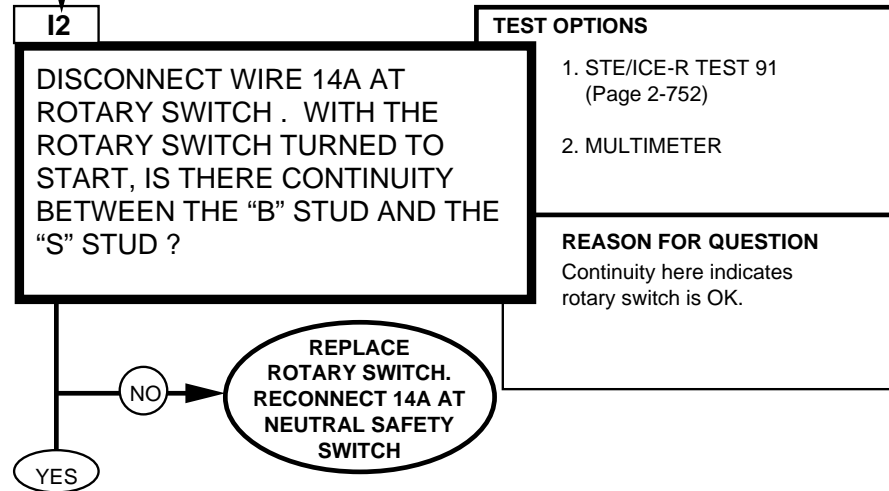 I2
DISCONNECT WIRE 14A AT
ROTARY SWITCH . WITH THE
ROTARY SWITCH TURNED TO
START, IS THERE CONTINUITY
BETWEEN THE “B” STUD AND THE
“S” STUD ?
TEST OPTIONS
1. STE/ICE-R TEST 91
(Page 2-752)
2. MULTIMETER
REASON FOR QUESTION
Continuity here indicates
rotary switch is OK.
NO
REPLACE
ROTARY SWITCH.
RECONNECT 14A AT
NEUTRAL SAFETY
SWITCH
YES